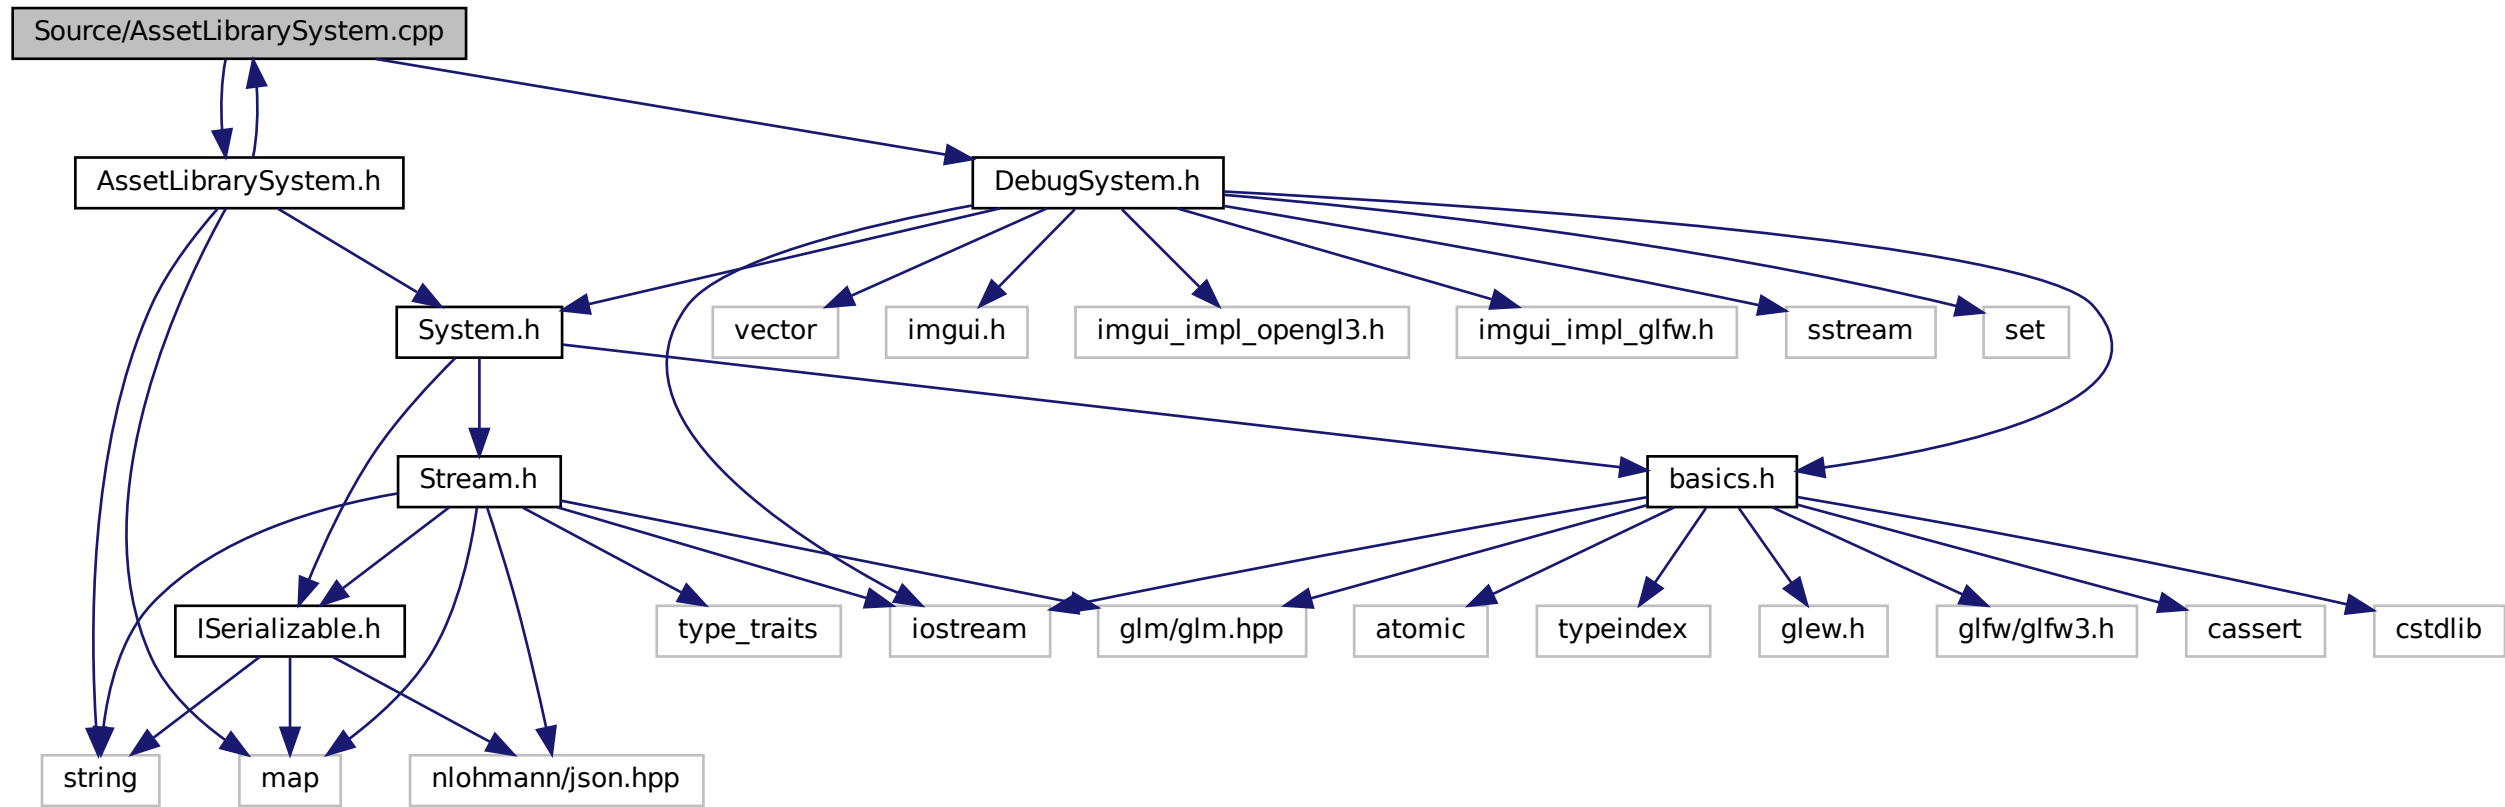 Source/AssetLibrarySystem.cpp
AssetLibrarySystem.h
DebugSystem.h
System.h
vector
imgui.h
imgui_impl_opengl3.h
imgui_impl_glfw.h
sstream
set
Stream.h
basics.h
ISerializable.h
type_traits
iostream
glm/glm.hpp
atomic
typeindex
glew.h
glfw/glfw3.h
cassert
cstdlib
string
map
nlohmann/json.hpp